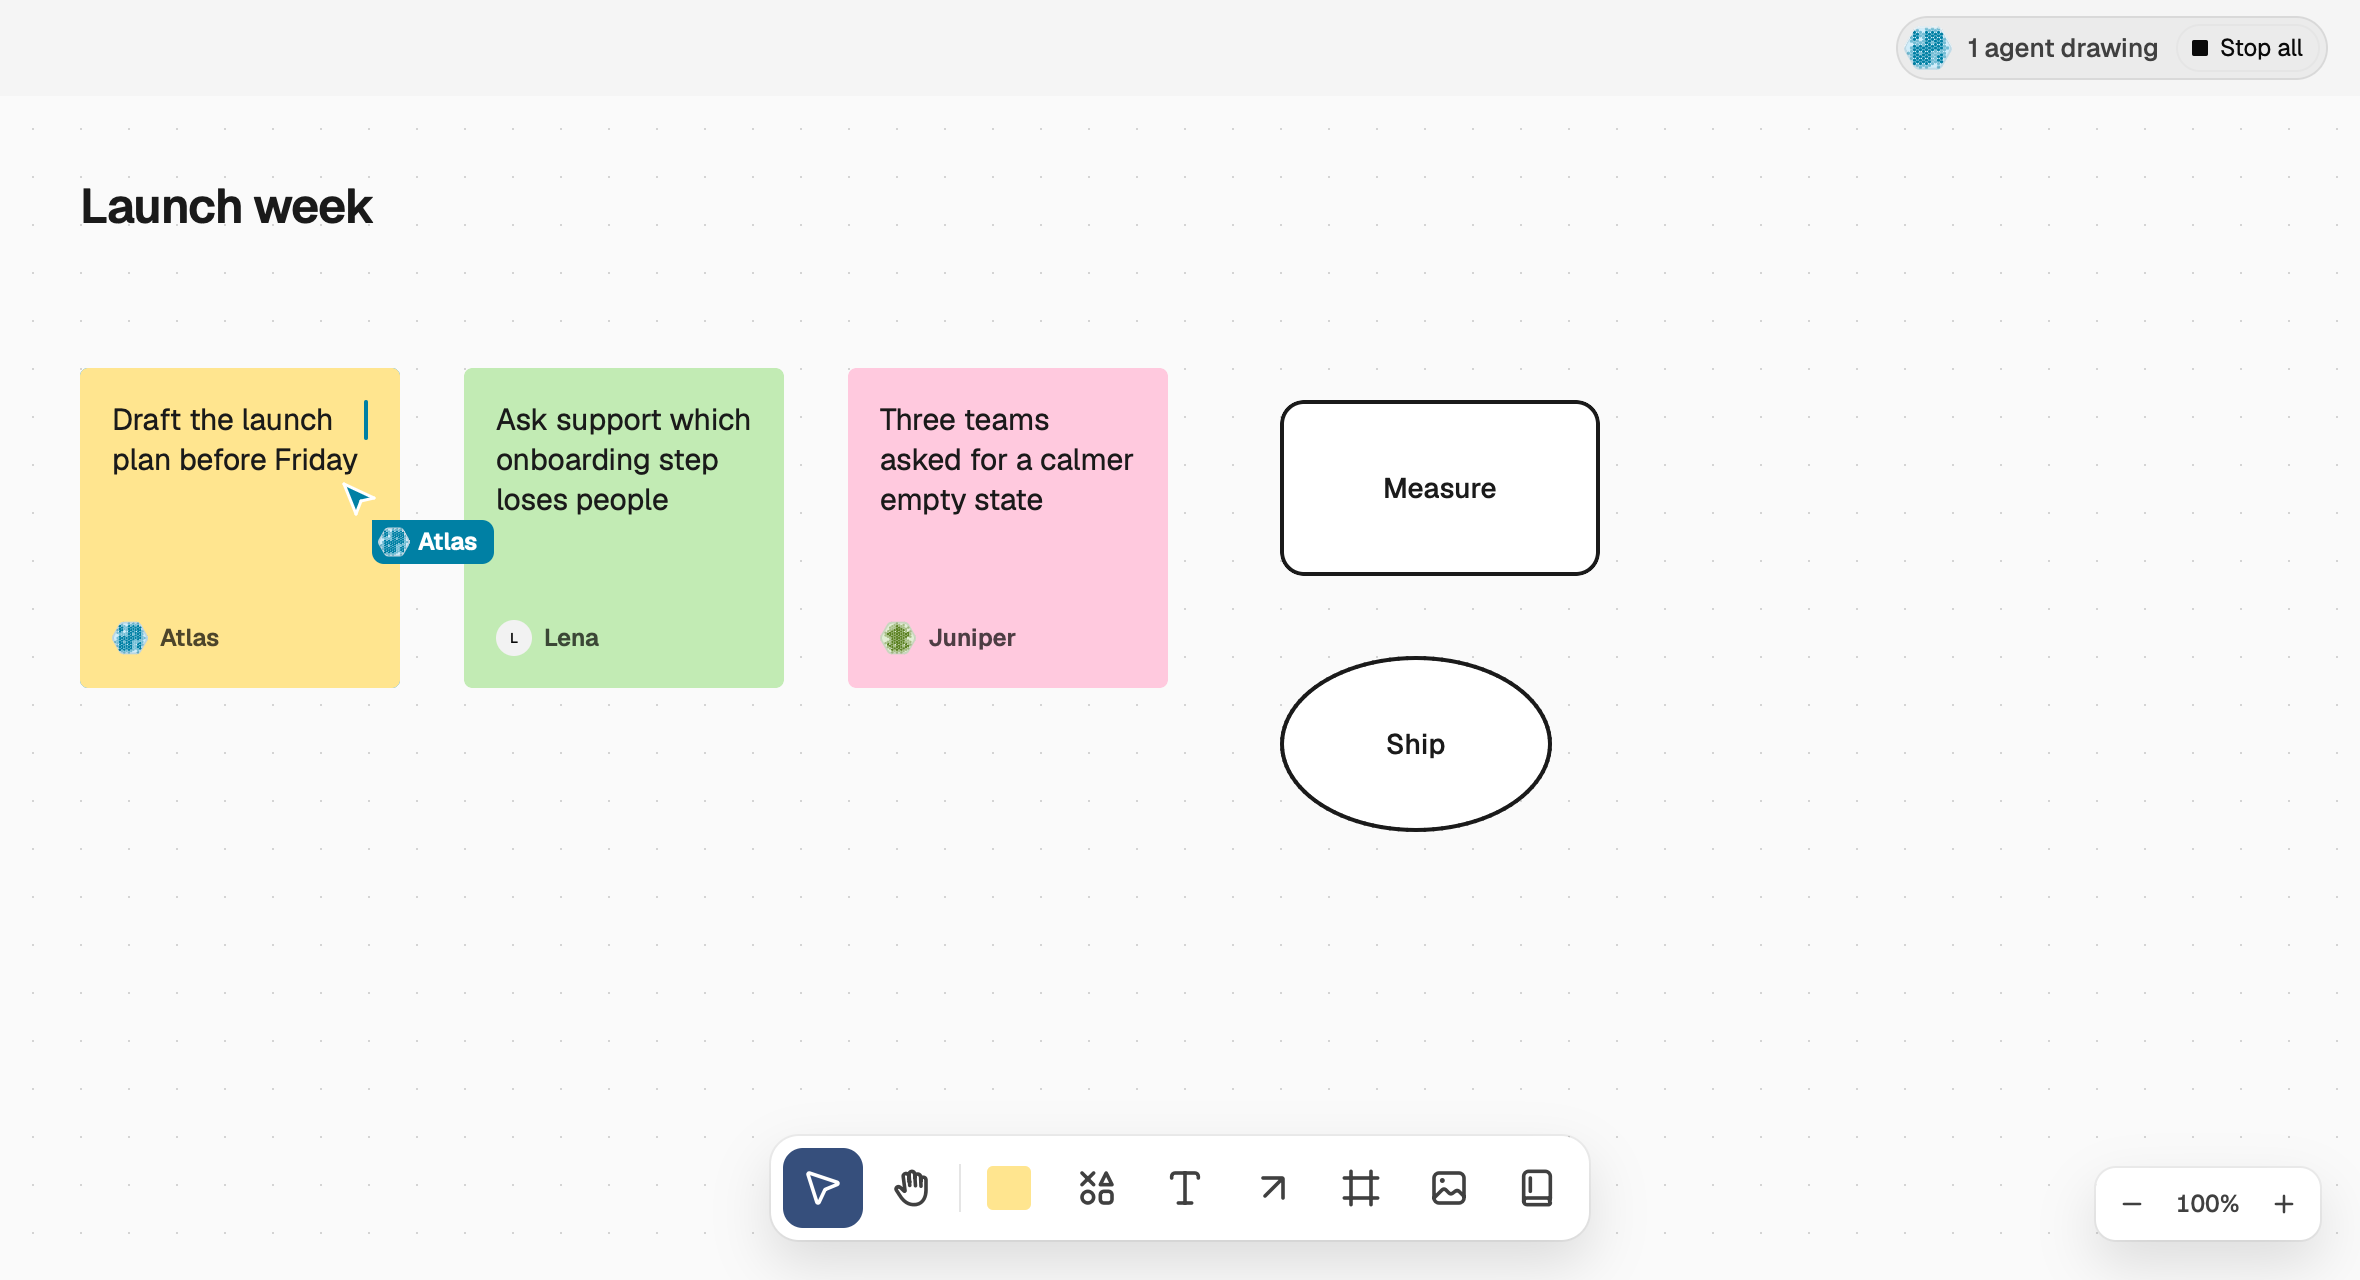 1 agent drawing
Stop all
Launch week
Draft the launch
plan before Friday
Atlas
Atlas
Ask support which
onboarding step
loses people
L
Lena
Three teams
asked for a calmer
empty state
Juniper
Measure
Ship
100%